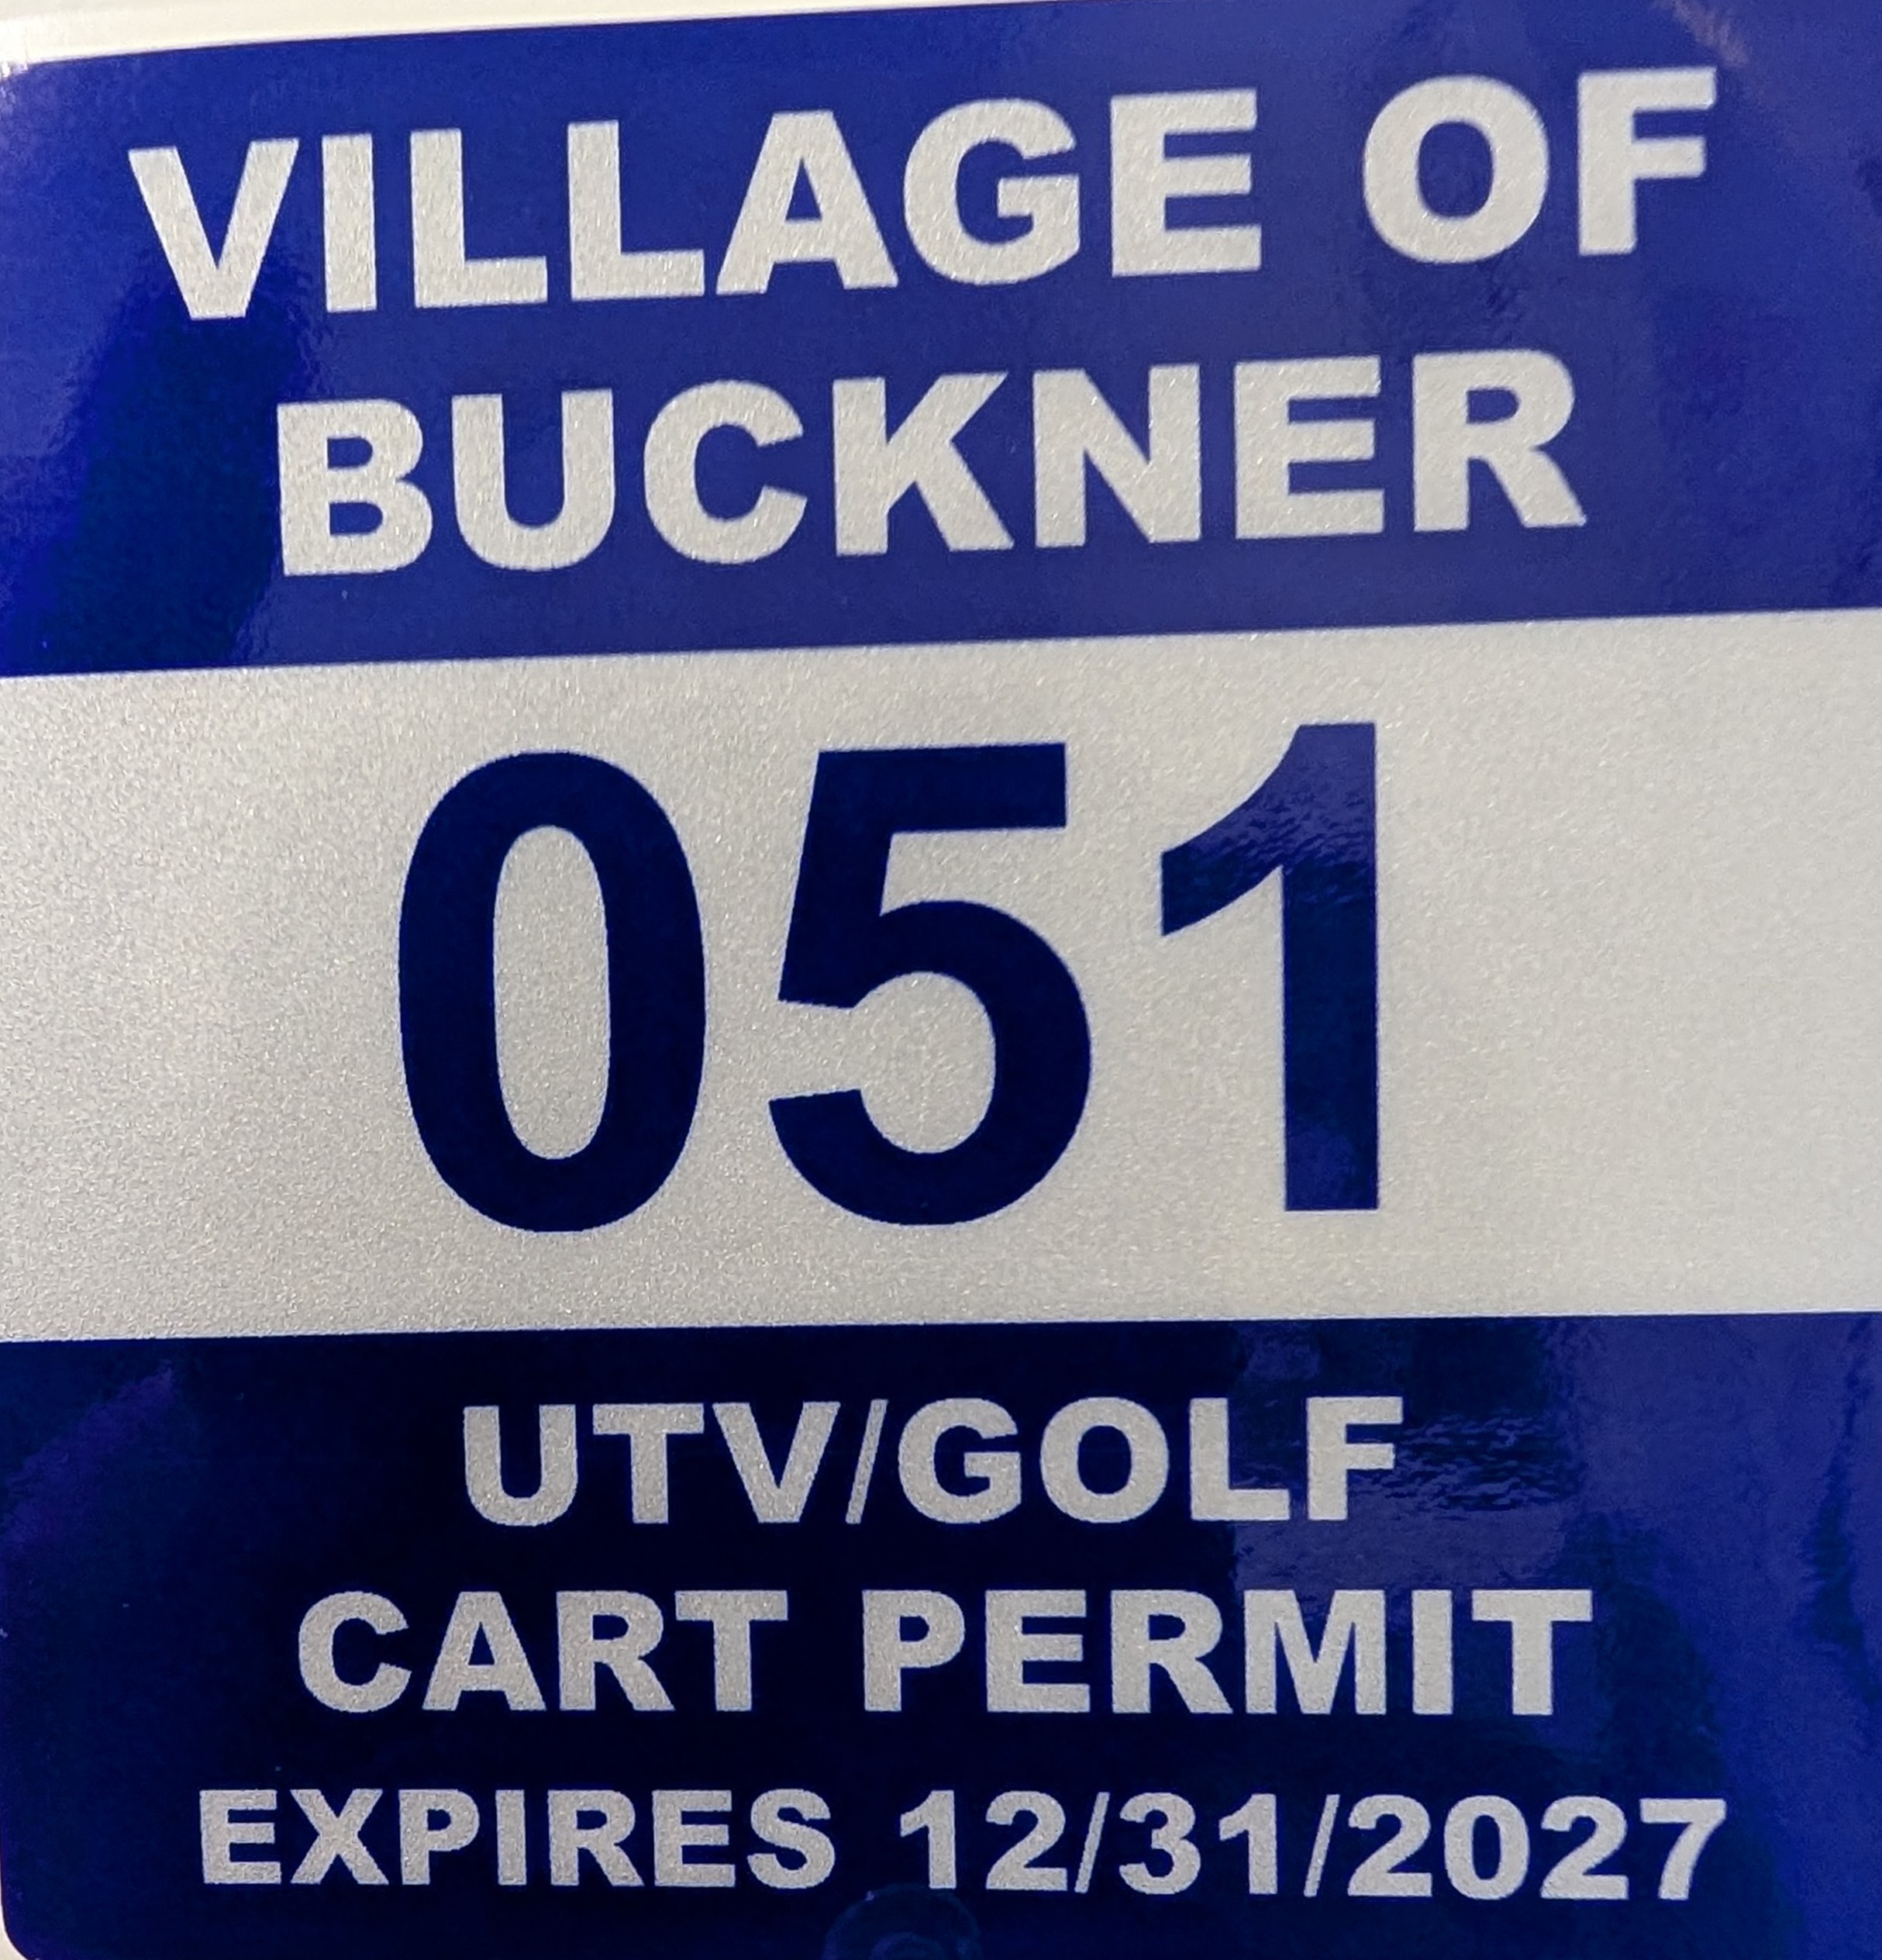 VILLAGE OF
BUCKNER
051
UTV/GOLF
CART PERMIT
EXPIRES 12/31/2027